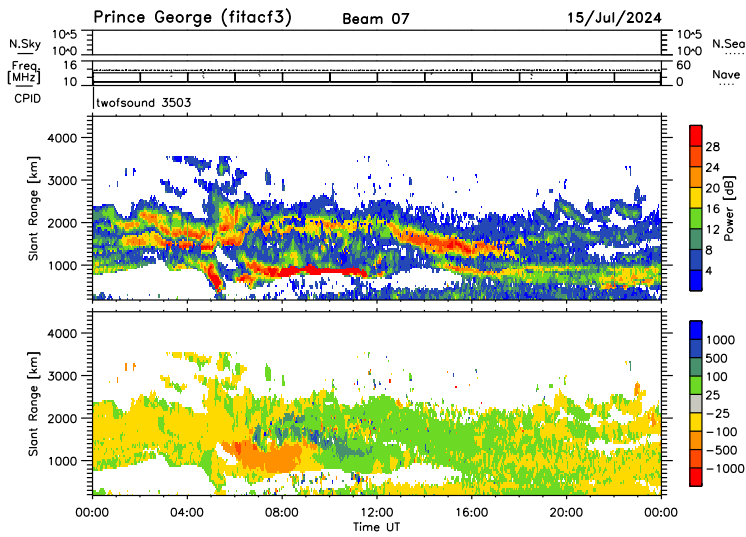 Prince George (fitacf3) Beam 07 15/Jul/2024
N.Sky 10^5 10^0 10^5 10^0 N.Sea
Freq. [MHz] 16 10 60 0 Nave
CPID twofsound 3503
Slant Range [km] 4000 3000 2000 1000
28 24 20 16 12 8 4 Power [dB]
Slant Range [km] 4000 3000 2000 1000
1000 500 100 25 -25 -100 -500 -1000
00:00 04:00 08:00 12:00 16:00 20:00 00:00
Time UT